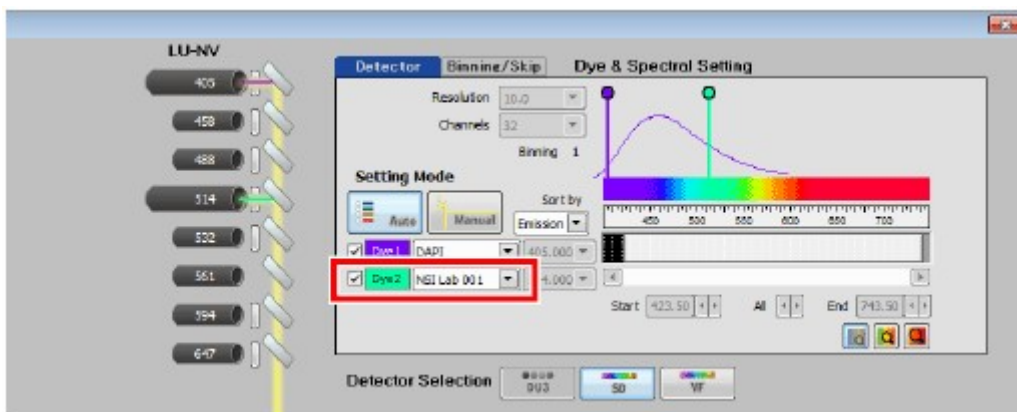 LU-NV
405
458
488
514
532
561
594
647
Detector Binning/Skip Dye & Spectral Setting
Resolution 10.0
Channels 32
Binning 1
Setting Mode
Auto Manual
Sort by
Emission
450 500 550 600 650 700
Dye1 DAPI 405.000
Dye2 NSI Lab 001 4.000
Start 423.50 All End 743.50
Detector Selection DU3 SD VF